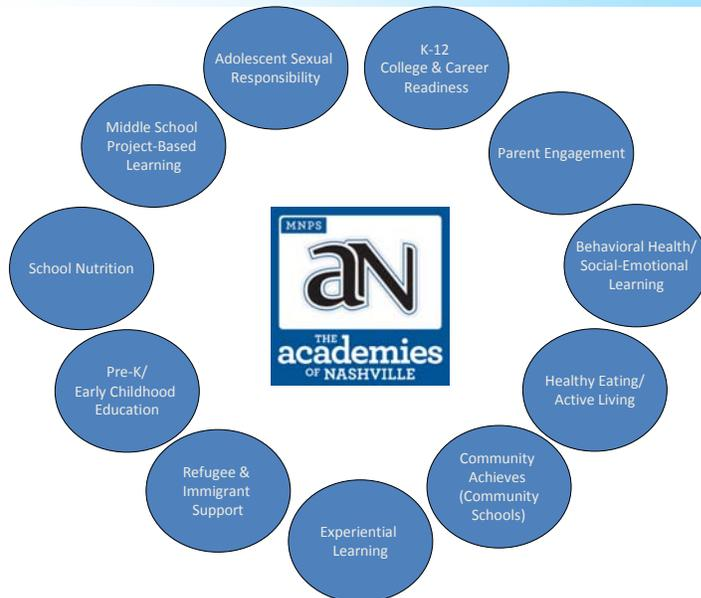 Adolescent Sexual
Responsibility
K-12
College & Career
Readiness
Middle School
Project-Based
Learning
Parent Engagement
MNPS
aN
THE
academies
OF NASHVILLE
School Nutrition
Behavioral Health/
Social-Emotional
Learning
Pre-K/
Early Childhood
Education
Healthy Eating/
Active Living
Refugee &
Immigrant
Support
Community
Achieves
(Community
Schools)
Experiential
Learning